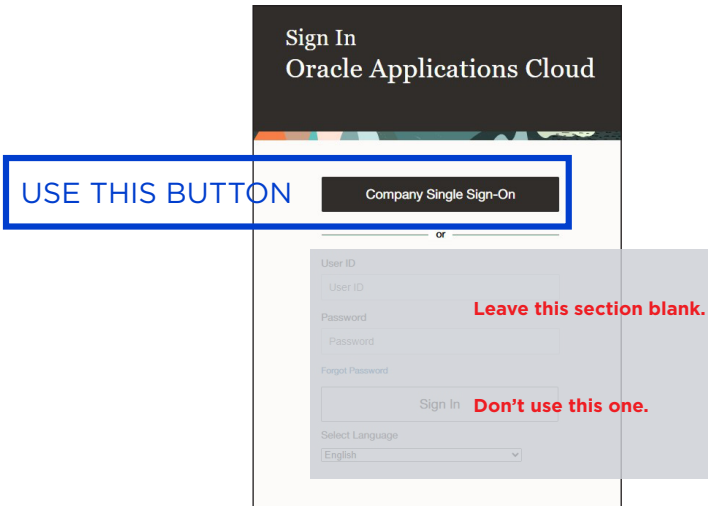 Sign In
Oracle Applications Cloud
USE THIS BUTTON
Company Single Sign-On
or
User ID
User ID
Leave this section blank.
Password
Password
Forgot Password
Sign In
Don’t use this one.
Select Language
English